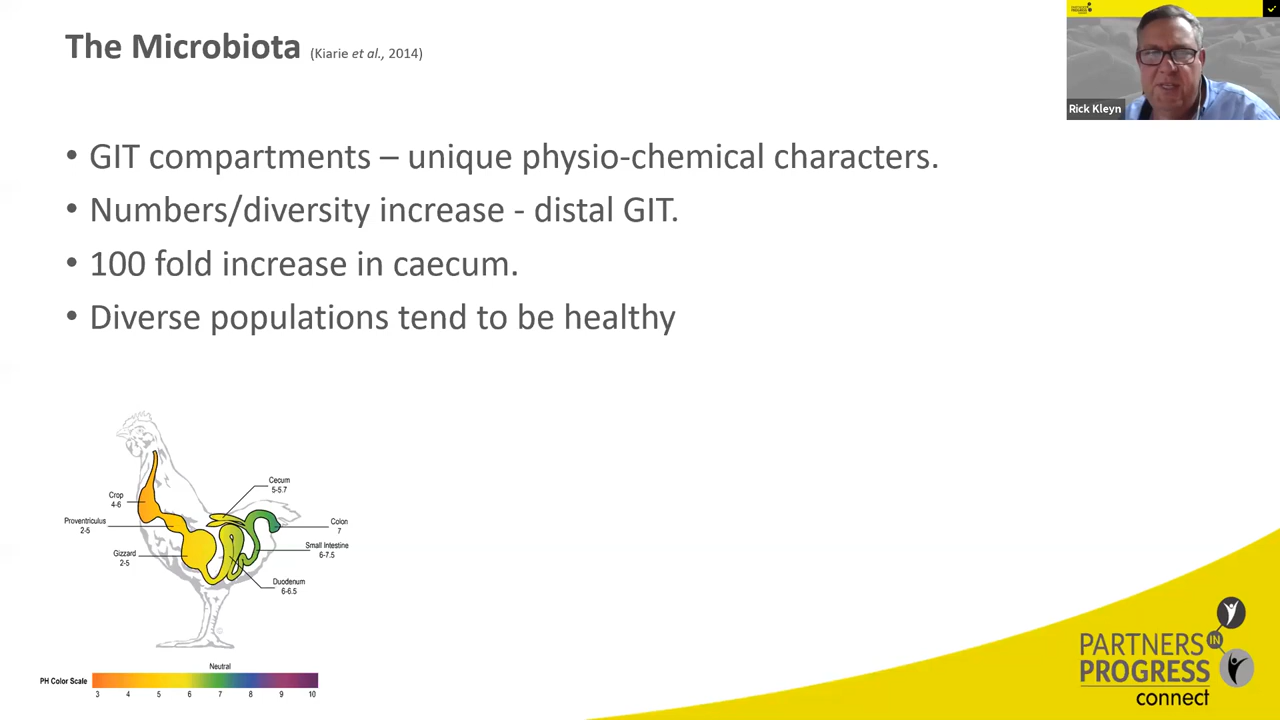 The Microbiota (Kiarie et al., 2014)
Rick Kleyn
• GIT compartments – unique physio-chemical characters.
• Numbers/diversity increase - distal GIT.
• 100 fold increase in caecum.
• Diverse populations tend to be healthy
Cecum
5-5.7
Crop
4-6
Proventriculus
2-5
Colon
7
Gizzard
2-5
Small Intestine
6-7.5
Duodenum
6-6.5
Neutral
PH Color Scale
3 4 5 6 7 8 9 10
PARTNERS IN
PROGRESS
connect